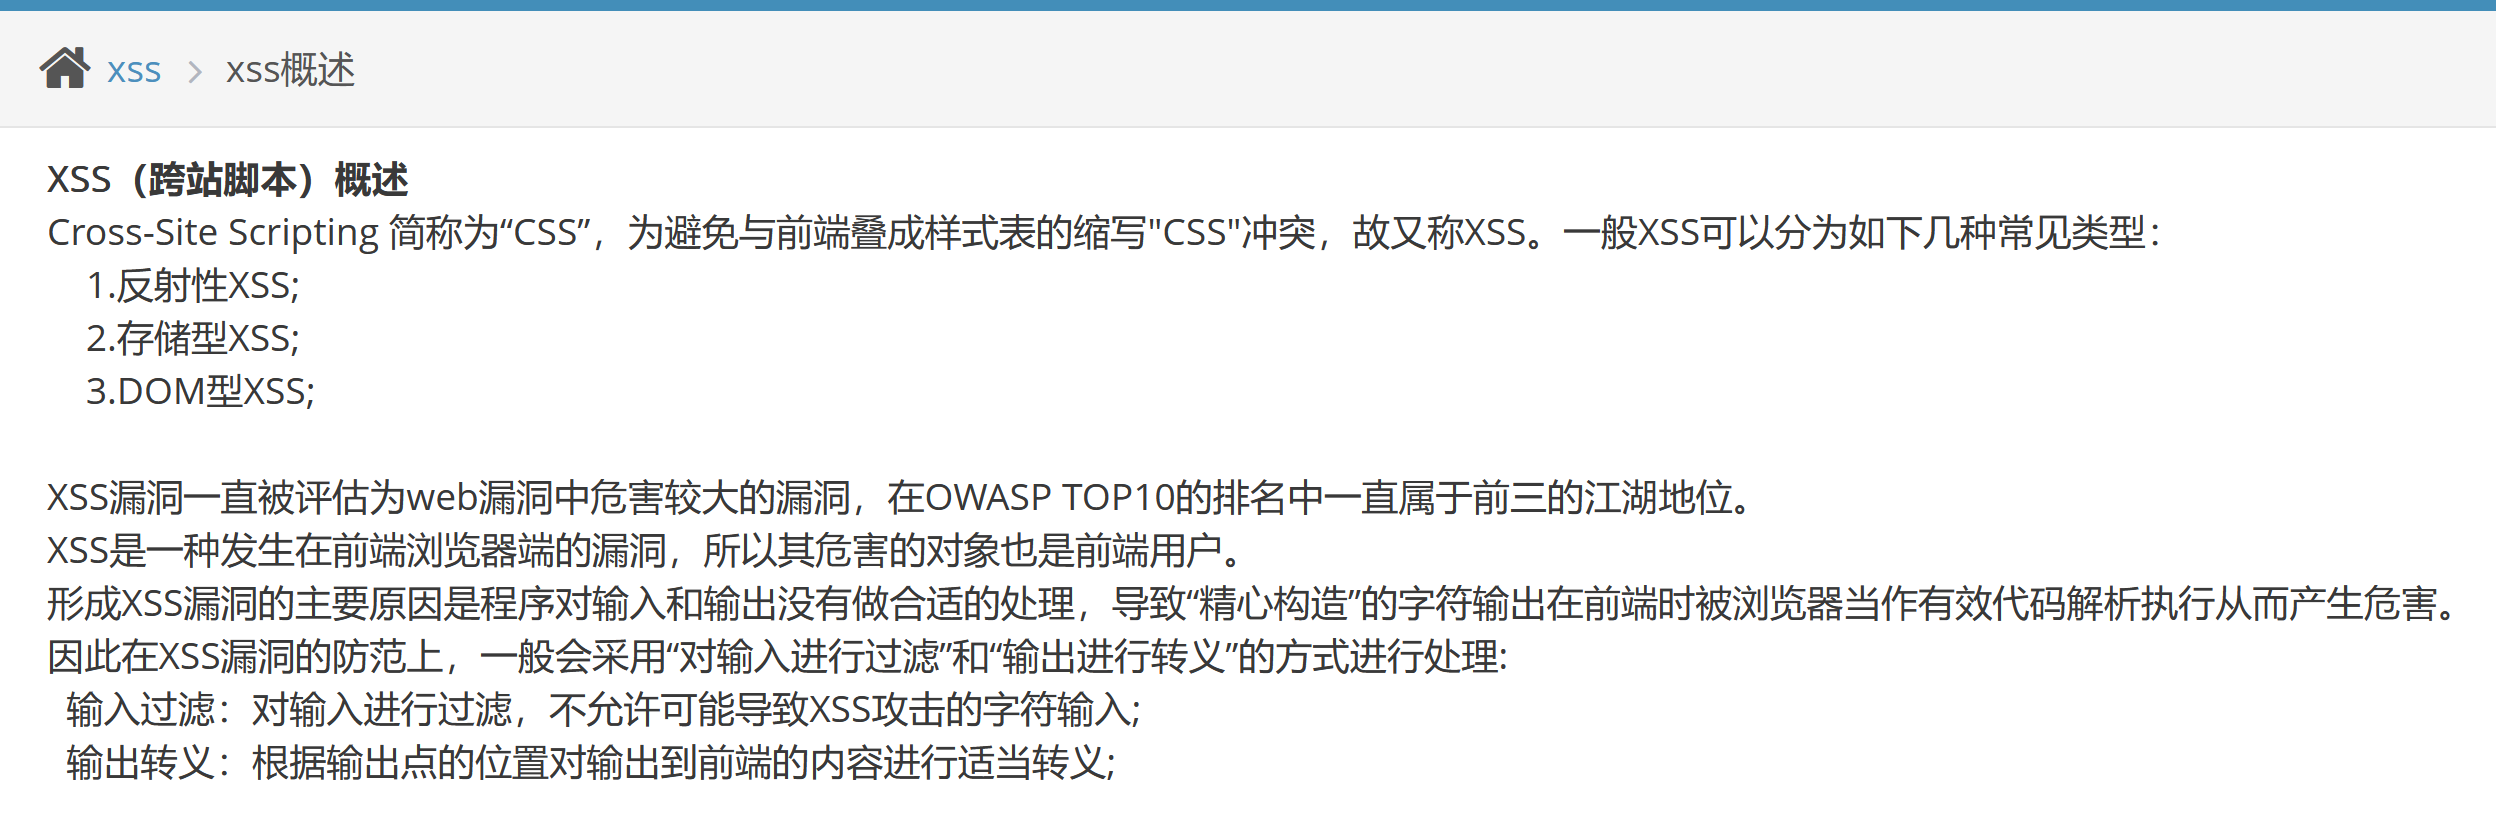 xss > xss概述
XSS（跨站脚本）概述
Cross-Site Scripting 简称为“CSS”，为避免与前端叠成样式表的缩写"CSS"冲突，故又称XSS。一般XSS可以分为如下几种常见类型：
1.反射性XSS;
2.存储型XSS;
3.DOM型XSS;
XSS漏洞一直被评估为web漏洞中危害较大的漏洞，在OWASP TOP10的排名中一直属于前三的江湖地位。
XSS是一种发生在前端浏览器端的漏洞，所以其危害的对象也是前端用户。
形成XSS漏洞的主要原因是程序对输入和输出没有做合适的处理，导致“精心构造”的字符输出在前端时被浏览器当作有效代码解析执行从而产生危害。
因此在XSS漏洞的防范上，一般会采用“对输入进行过滤”和“输出进行转义”的方式进行处理:
输入过滤：对输入进行过滤，不允许可能导致XSS攻击的字符输入;
输出转义：根据输出点的位置对输出到前端的内容进行适当转义;